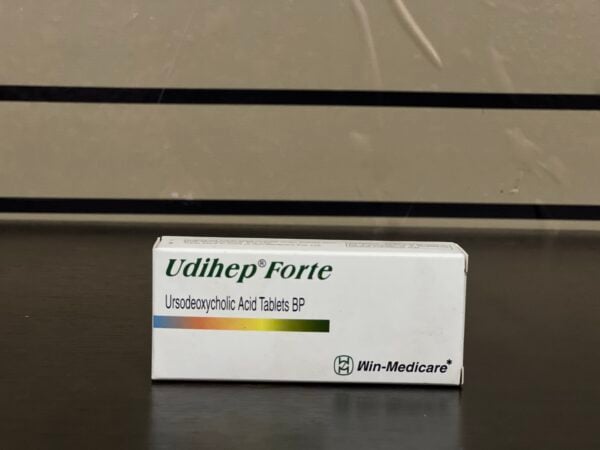 Udihep® Forte
Ursodeoxycholic Acid Tablets BP
Win-Medicare*